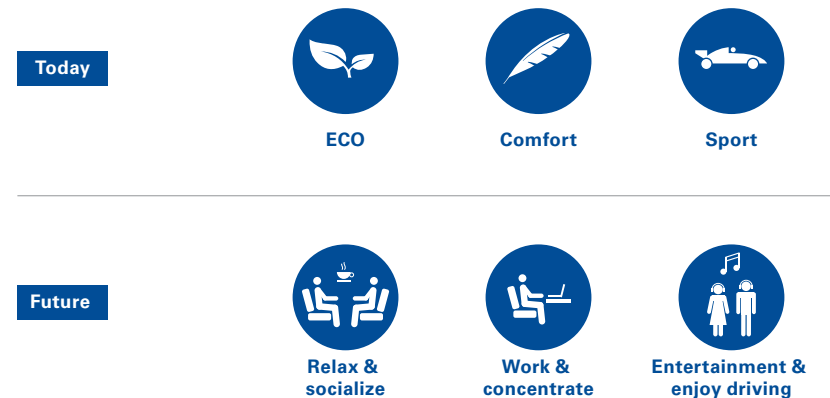 Today
ECO
Comfort
Sport
Future
Relax &
socialize
Work &
concentrate
Entertainment &
enjoy driving